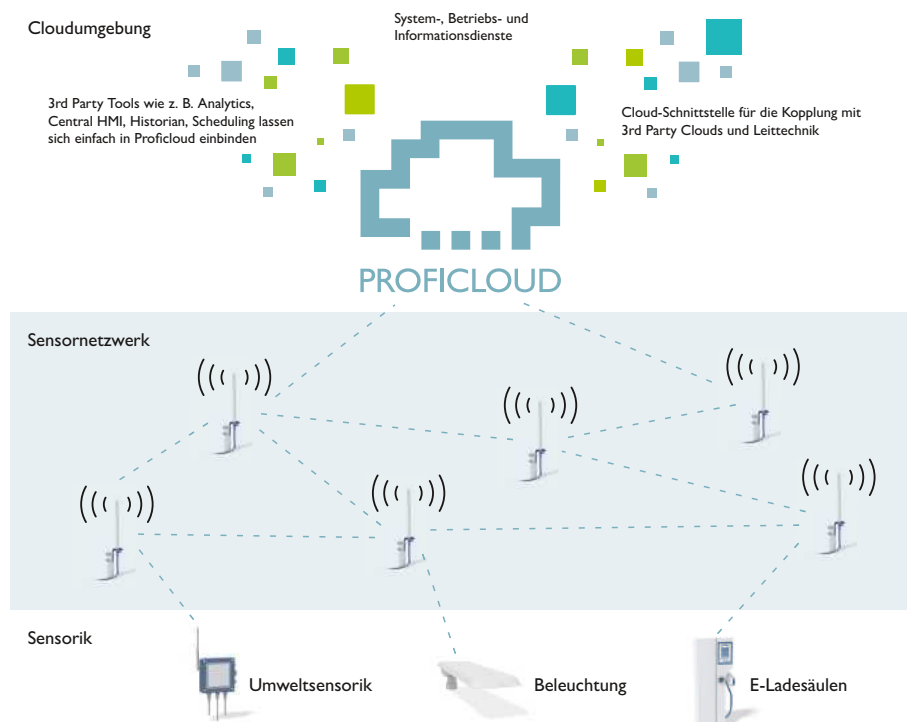 Cloudumgebung
System-, Betriebs- und
Informationsdienste
3rd Party Tools wie z. B. Analytics,
Central HMI, Historian, Scheduling lassen
sich einfach in Proficloud einbinden
Cloud-Schnittstelle für die Kopplung mit
3rd Party Clouds und Leittechnik
PROFICLOUD
Sensornetzwerk
Sensorik
Umweltsensorik
Beleuchtung
E-Ladesäulen